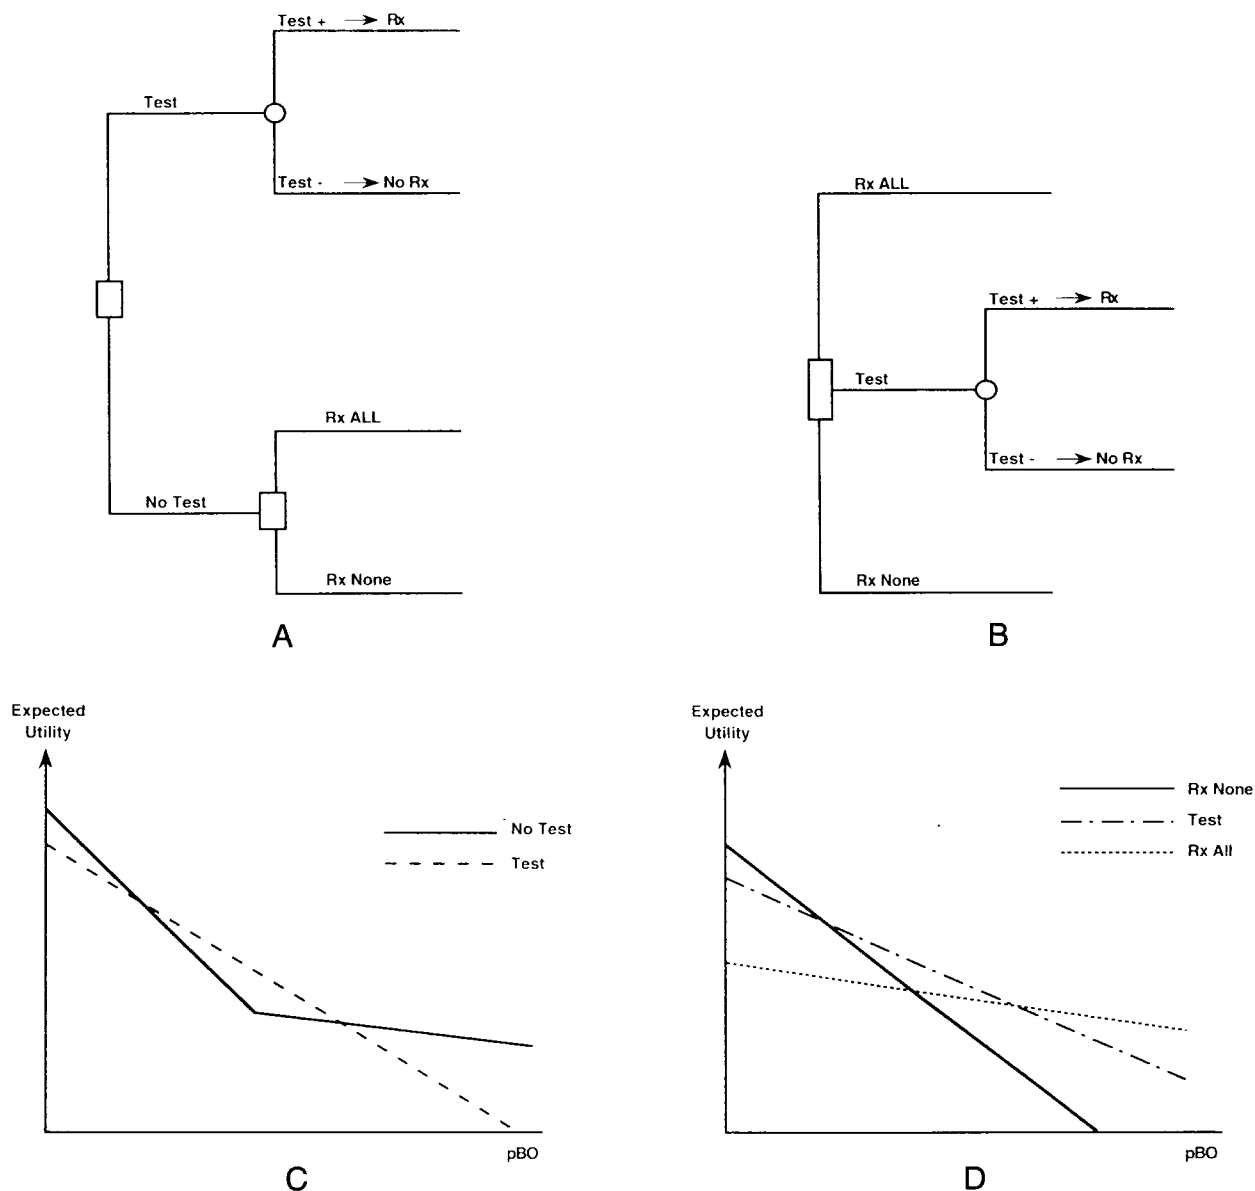 Test + → Rx
Test
Test - → No Rx
Rx ALL
No Test
Rx None
A
Rx ALL
Test + → Rx
Test
Test - → No Rx
Rx None
B
Expected
Utility
No Test
Test
pBO
C
Expected
Utility
Rx None
Test
Rx All
pBO
D